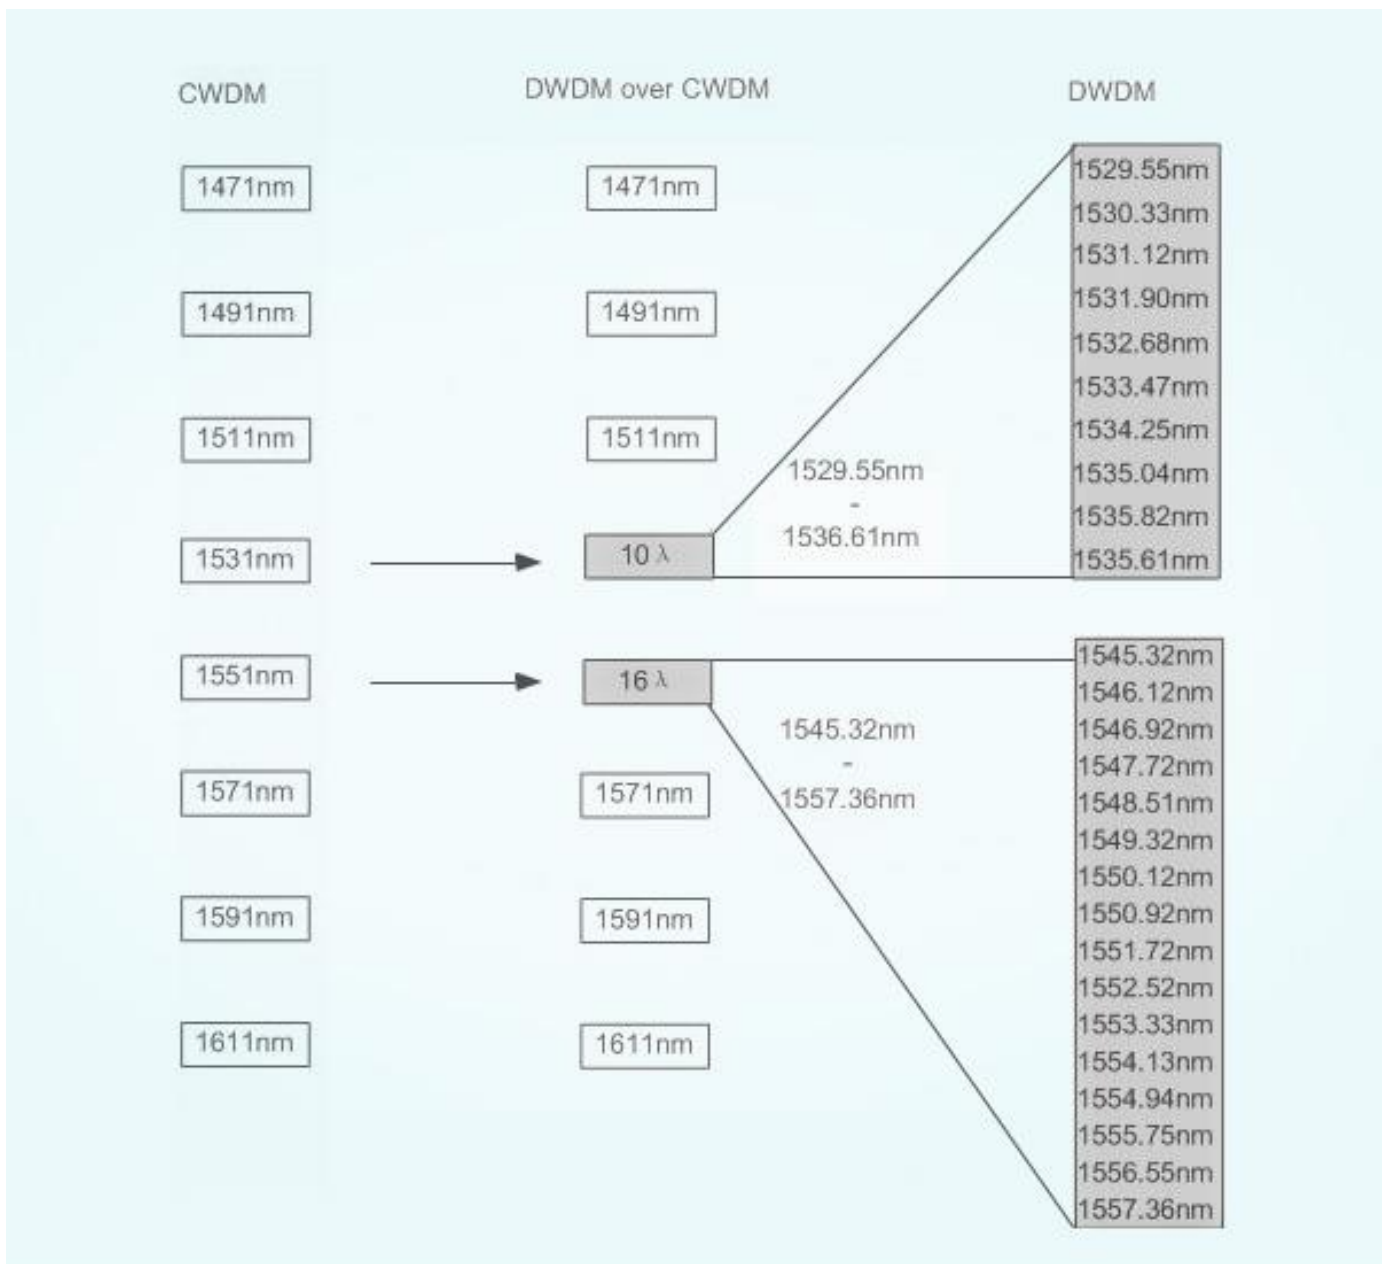 CWDM
DWDM over CWDM
DWDM
1471nm
1491nm
1511nm
1531nm
1551nm
1571nm
1591nm
1611nm
1471nm
1491nm
1511nm
10 λ
16 λ
1571nm
1591nm
1611nm
1529.55nm
-
1536.61nm
1545.32nm
-
1557.36nm
1529.55nm
1530.33nm
1531.12nm
1531.90nm
1532.68nm
1533.47nm
1534.25nm
1535.04nm
1535.82nm
1535.61nm
1545.32nm
1546.12nm
1546.92nm
1547.72nm
1548.51nm
1549.32nm
1550.12nm
1550.92nm
1551.72nm
1552.52nm
1553.33nm
1554.13nm
1554.94nm
1555.75nm
1556.55nm
1557.36nm